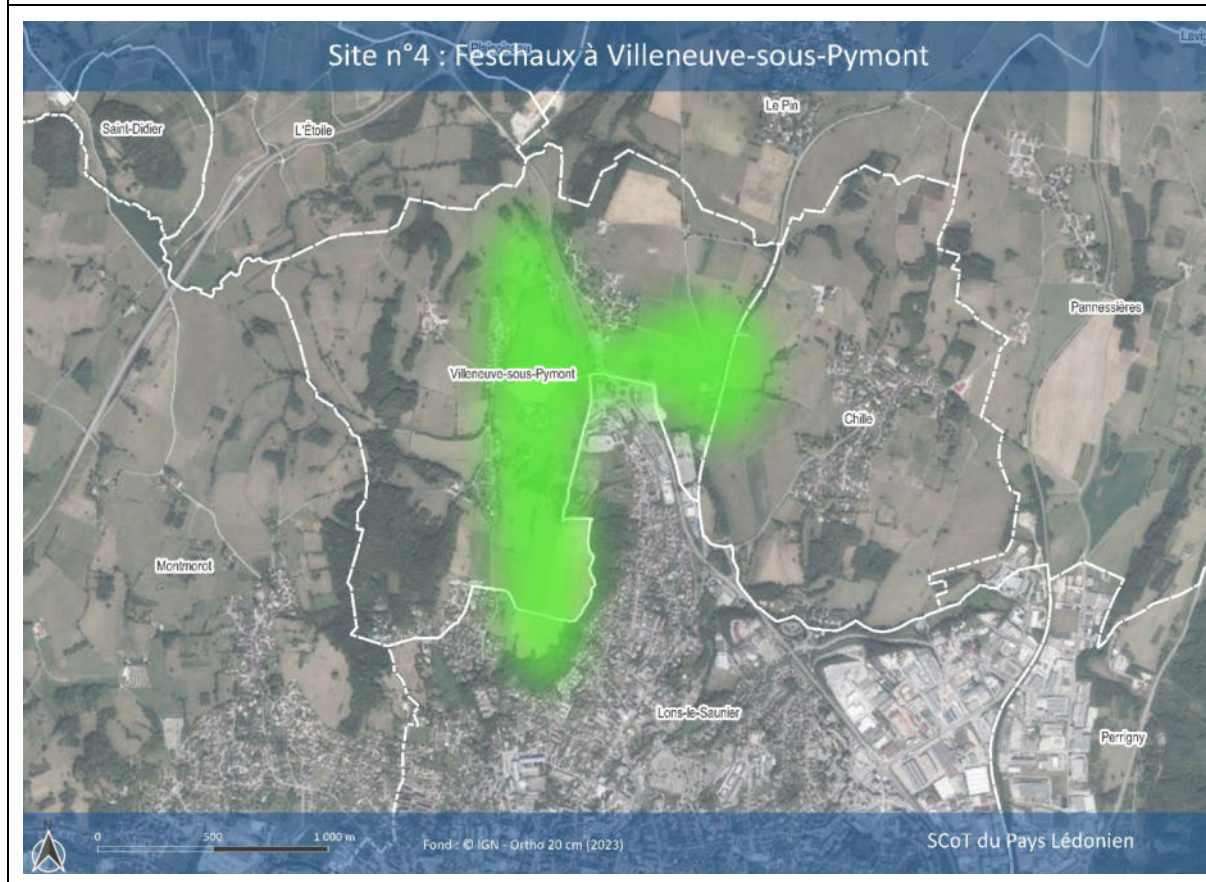 Site n°4 : Feschaux à Villeneuve-sous-Pymont
Le Pin
Saint-Didier
L'Étoile
Pannessières
Villeneuve-sous-Pymont
Chille
Montmorot
Lons-le-Saunier
Perrigny
N
0 500 1 000 m
Fond : © IGN - Ortho 20 cm (2023)
SCoT du Pays Lédonien